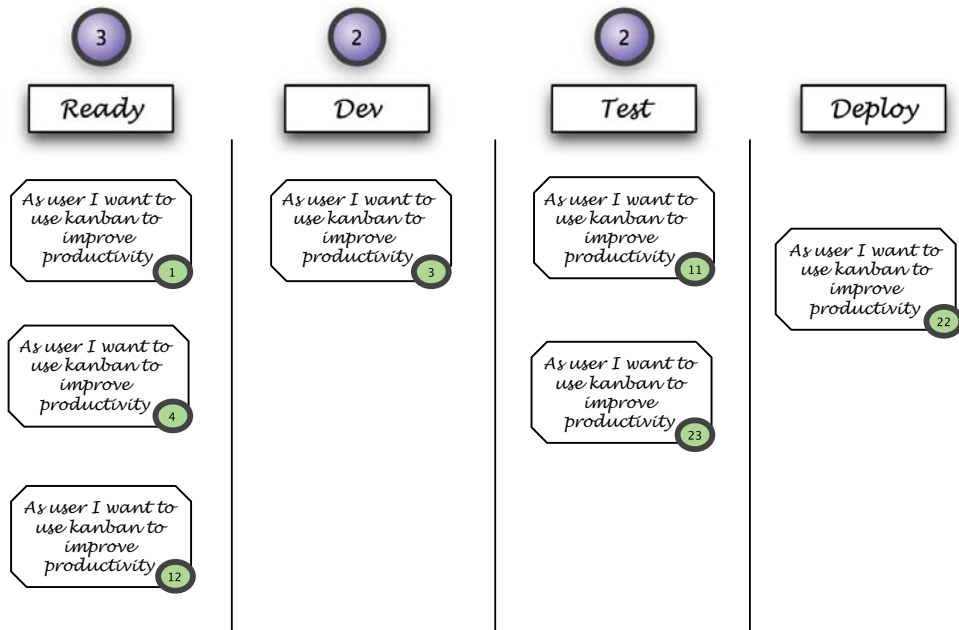 3
Ready
As user I want to
use kanban to
improve
productivity
1
As user I want to
use kanban to
improve
productivity
4
As user I want to
use kanban to
improve
productivity
12
2
Dev
As user I want to
use kanban to
improve
productivity
3
2
Test
As user I want to
use kanban to
improve
productivity
11
As user I want to
use kanban to
improve
productivity
23
Deploy
As user I want to
use kanban to
improve
productivity
22